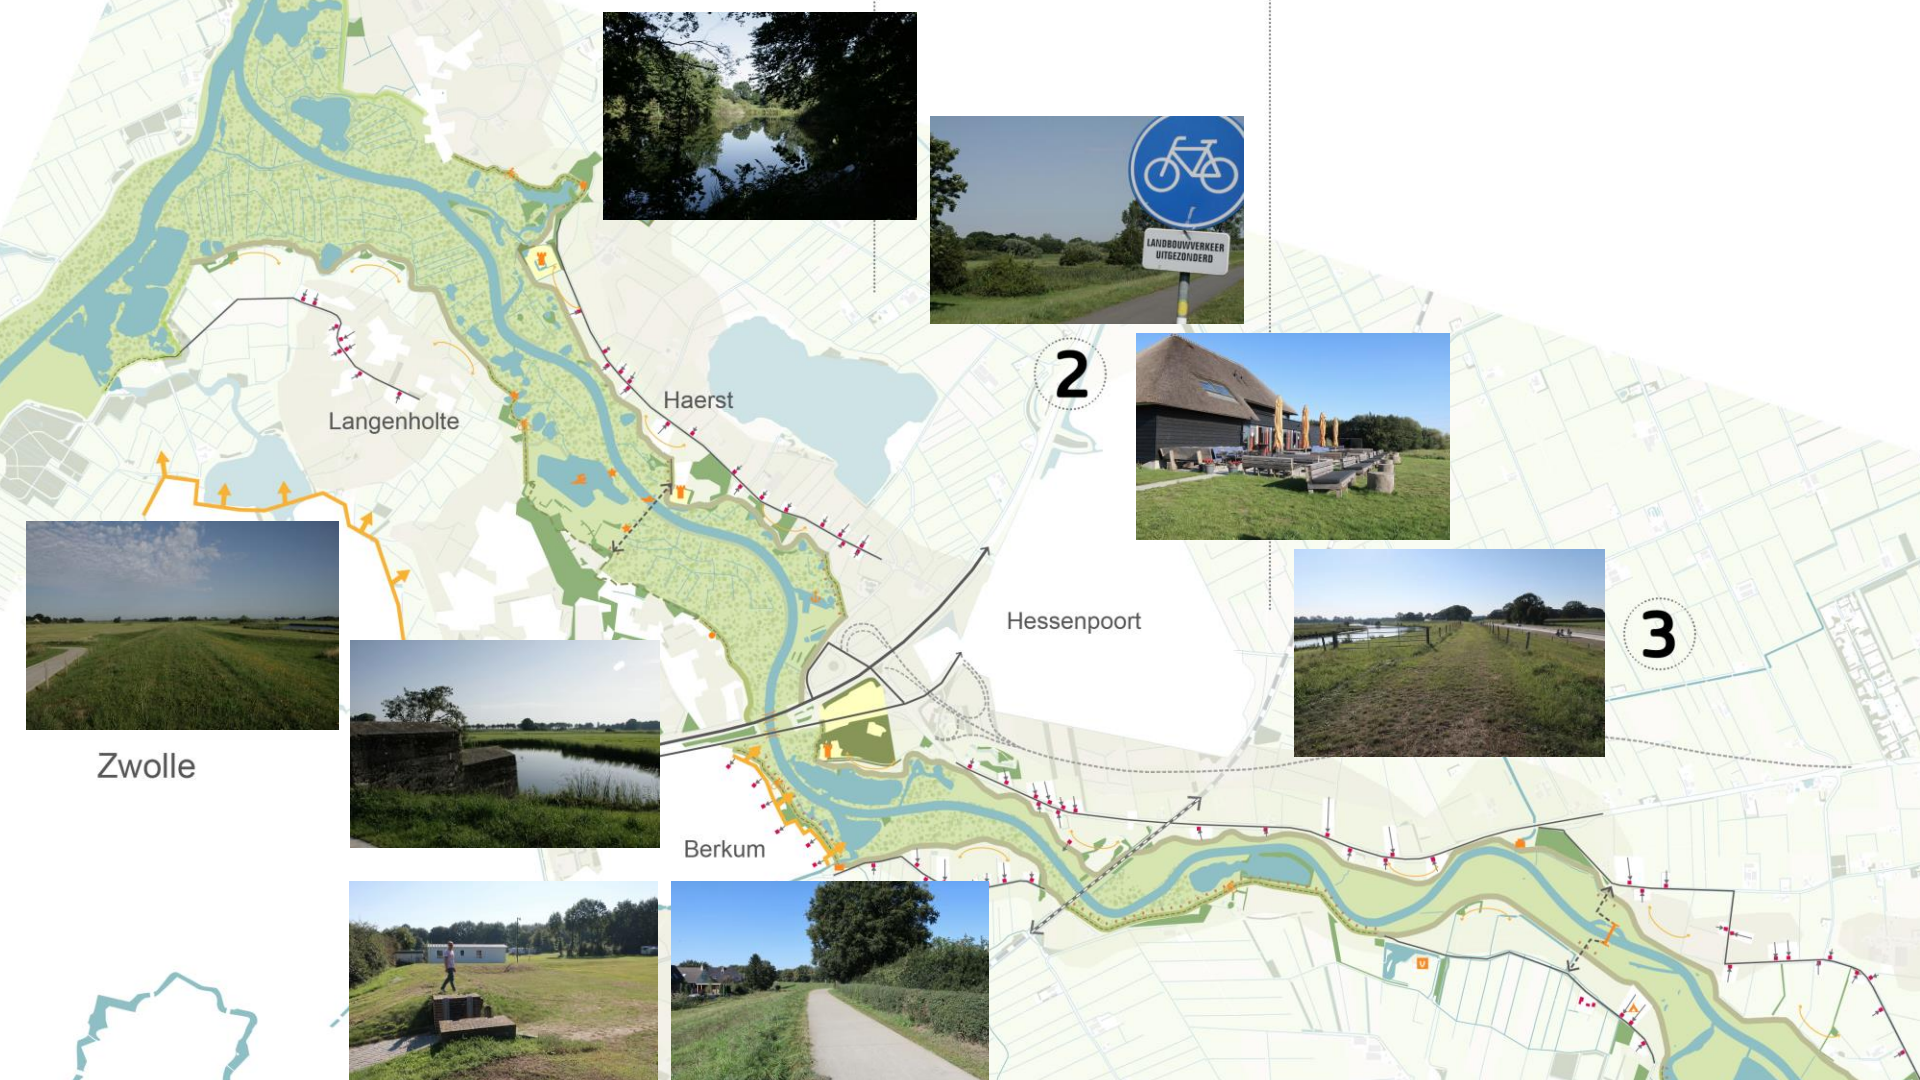 LANDBOUWVERKEER
UITGEZONDERD
2
Haerst
Langenholte
Hessenpoort
3
Zwolle
Berkum